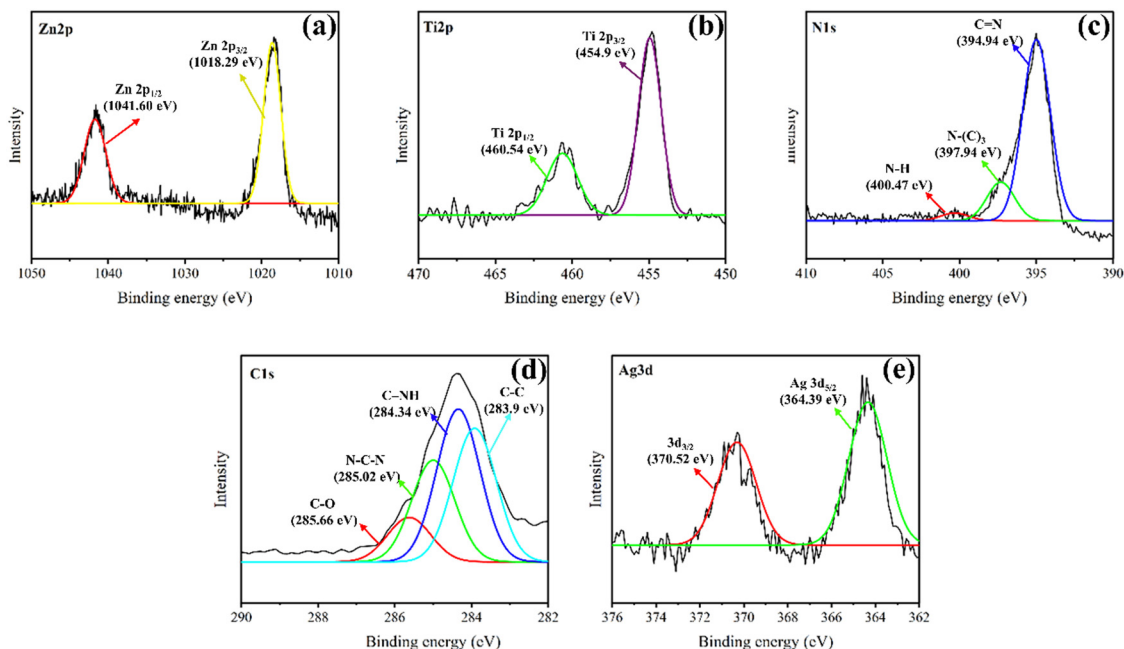 Zn2p
(a)
Zn 2p3/2
(1018.29 eV)
Zn 2p1/2
(1041.60 eV)
Intensity
1050 1040 1030 1020 1010
Binding energy (eV)
Ti2p
(b)
Ti 2p3/2
(454.9 eV)
Ti 2p1/2
(460.54 eV)
Intensity
470 465 460 455 450
Binding energy (eV)
N1s
(c)
C=N
(394.94 eV)
N-(C)3
(397.94 eV)
N-H
(400.47 eV)
Intensity
410 405 400 395 390
Binding energy (eV)
C1s
(d)
C–NH
(284.34 eV)
C-C
(283.9 eV)
N-C-N
(285.02 eV)
C-O
(285.66 eV)
Intensity
290 288 286 284 282
Binding energy (eV)
Ag3d
(e)
Ag 3d5/2
(364.39 eV)
3d3/2
(370.52 eV)
Intensity
376 374 372 370 368 366 364 362
Binding energy (eV)